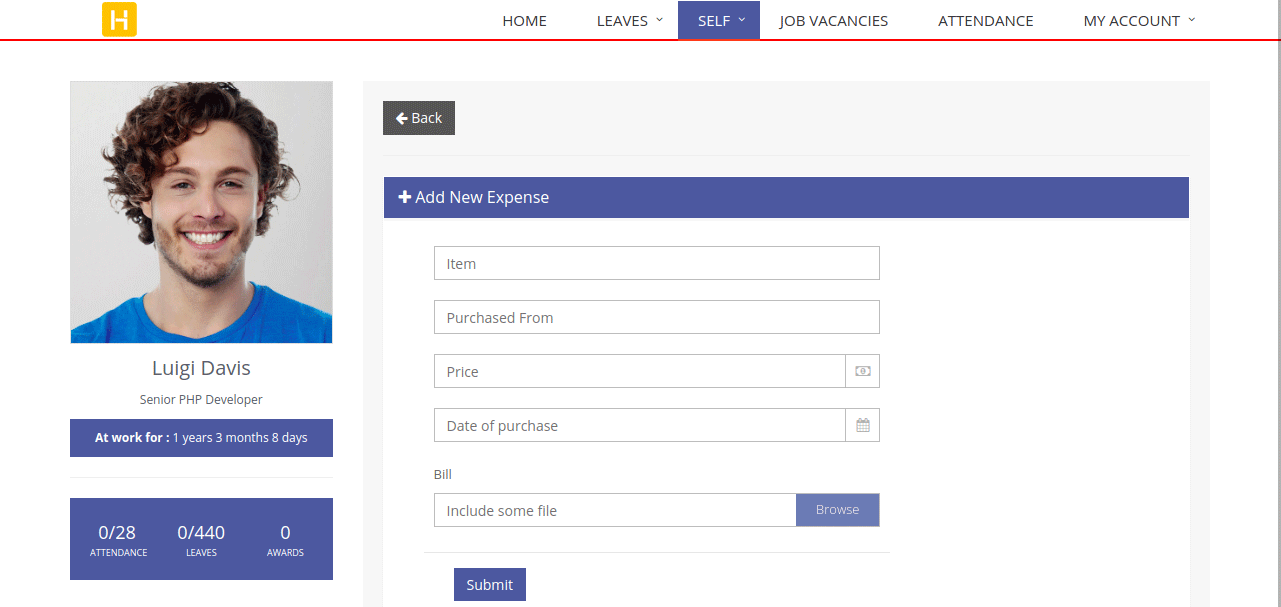 H
HOME LEAVES SELF JOB VACANCIES ATTENDANCE MY ACCOUNT
Back
Add New Expense
Item
Purchased From
Price
Date of purchase
Bill
Include some file Browse
Submit
Luigi Davis
Senior PHP Developer
At work for : 1 years 3 months 8 days
0/28 0/440 0
ATTENDANCE LEAVES AWARDS